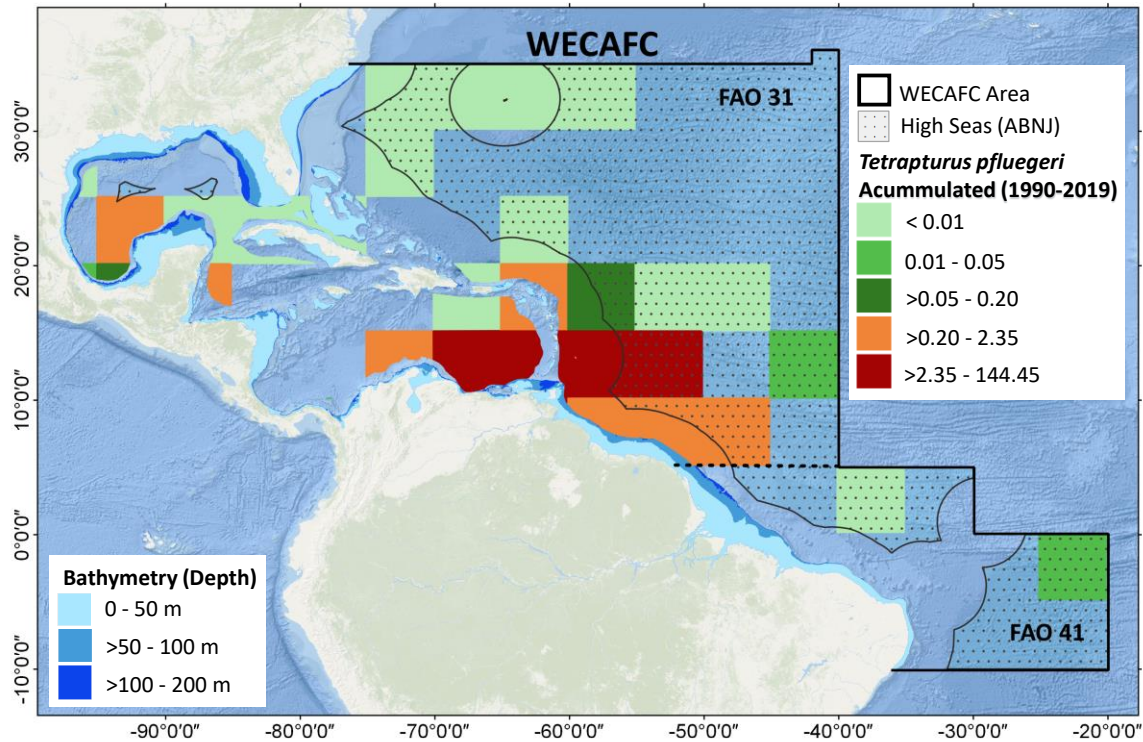 WECAFC
FAO 31
WECAFC Area
High Seas (ABNJ)
Tetrapturus pfluegeri
Acummulated (1990-2019)
< 0.01
0.01 - 0.05
>0.05 - 0.20
>0.20 - 2.35
>2.35 - 144.45
30°0'0"
20°0'0"
10°0'0"
0°0'0"
-10°0'0"
Bathymetry (Depth)
0 - 50 m
>50 - 100 m
>100 - 200 m
FAO 41
-90°0'0"
-80°0'0"
-70°0'0"
-60°0'0"
-50°0'0"
-40°0'0"
-30°0'0"
-20°0'0"